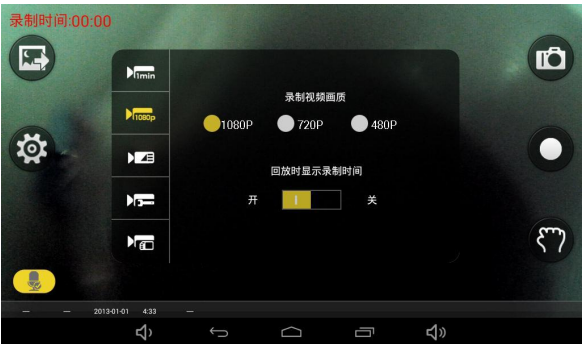 录制时间:00:00
1min
录制视频画质
1080p
1080P 720P 480P
回放时显示录制时间
开 关
— — 2013-01-01 4:33 —